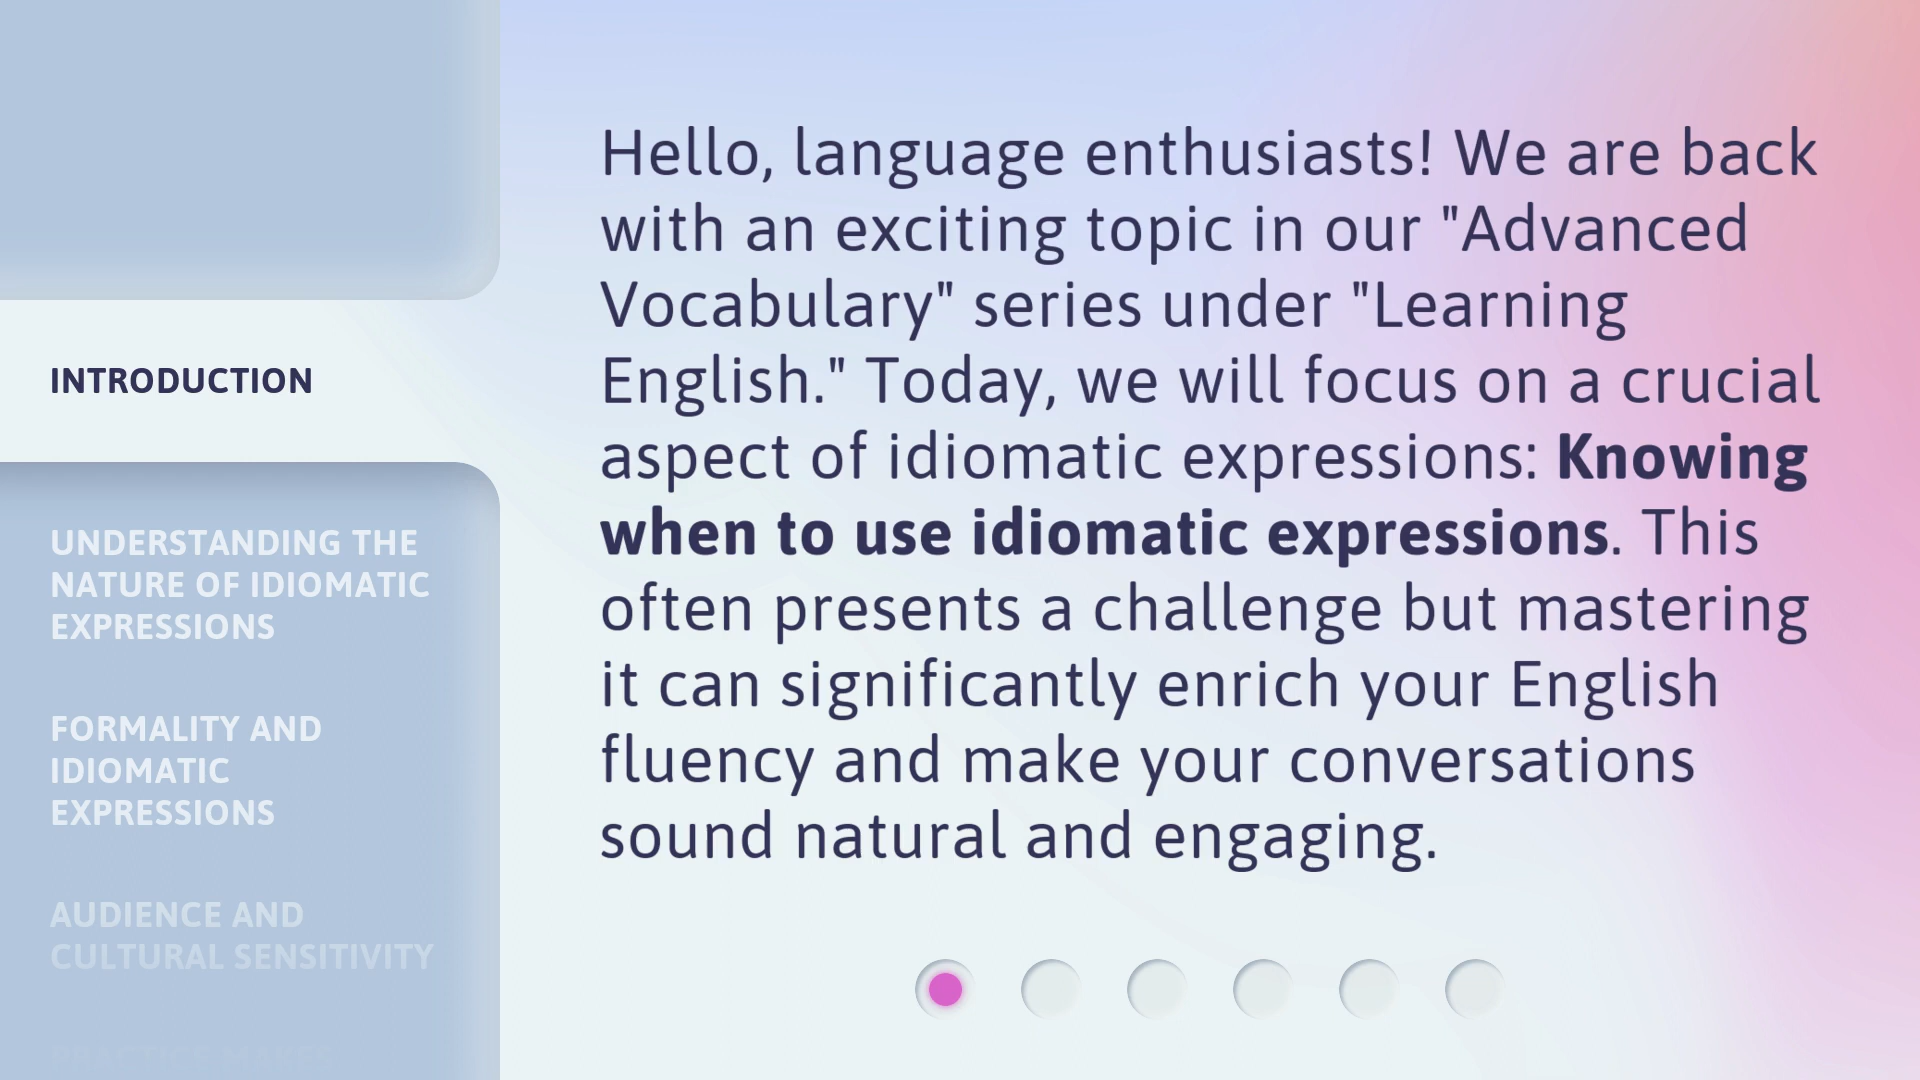 INTRODUCTION
UNDERSTANDING THE
NATURE OF IDIOMATIC
EXPRESSIONS
FORMALITY AND
IDIOMATIC
EXPRESSIONS
AUDIENCE AND
CULTURAL SENSITIVITY
PRACTICE MAKES
Hello, language enthusiasts! We are back
with an exciting topic in our "Advanced
Vocabulary" series under "Learning
English." Today, we will focus on a crucial
aspect of idiomatic expressions: Knowing
when to use idiomatic expressions. This
often presents a challenge but mastering
it can significantly enrich your English
fluency and make your conversations
sound natural and engaging.